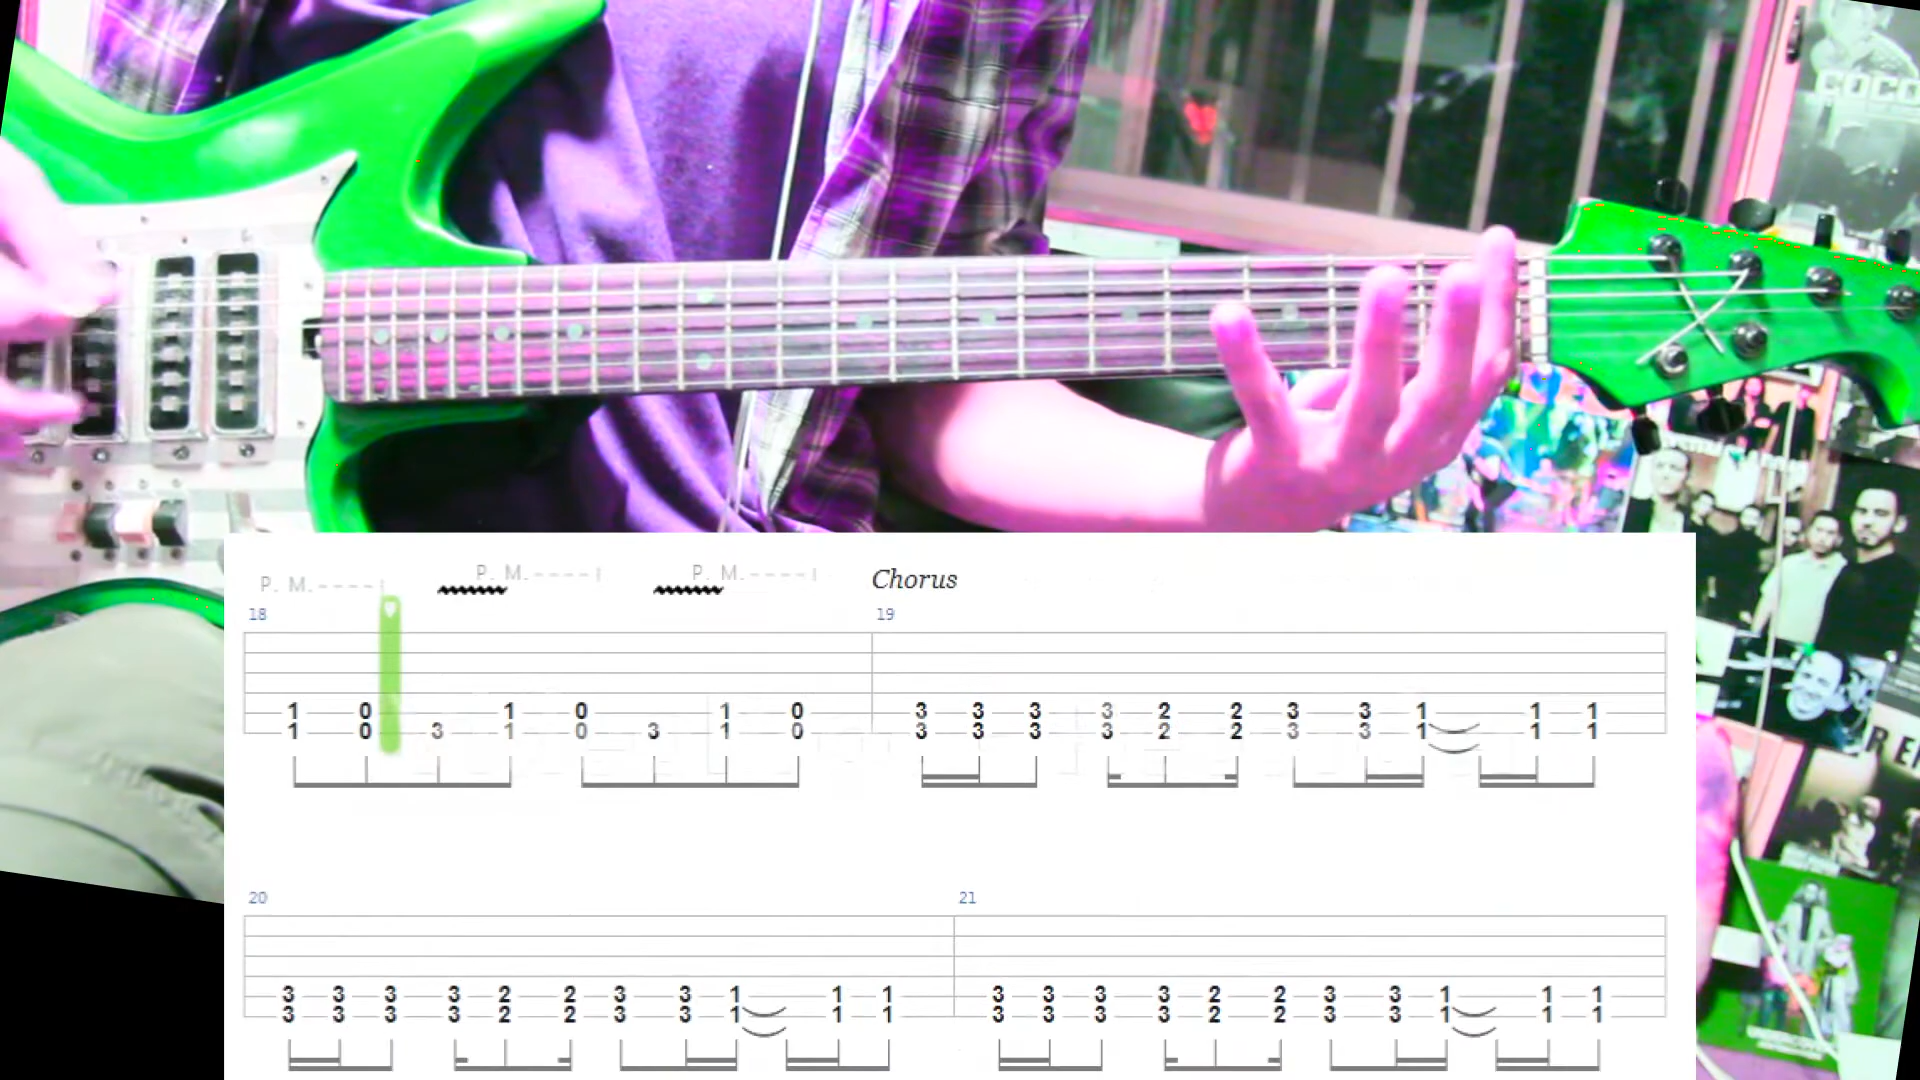 COCO
P. M.----| P. M.----| P. M.----| Chorus
18 19
1 0 1 0 1 0 3 3 3 3 2 2 3 3 1 1 1
1 0 3 1 0 3 1 0 3 3 3 3 2 2 3 3 1 1 1
20 21
3 3 3 3 2 2 3 3 1 1 1 3 3 3 3 2 2 3 3 1 1 1
3 3 3 3 2 2 3 3 1 1 1 3 3 3 3 2 2 3 3 1 1 1